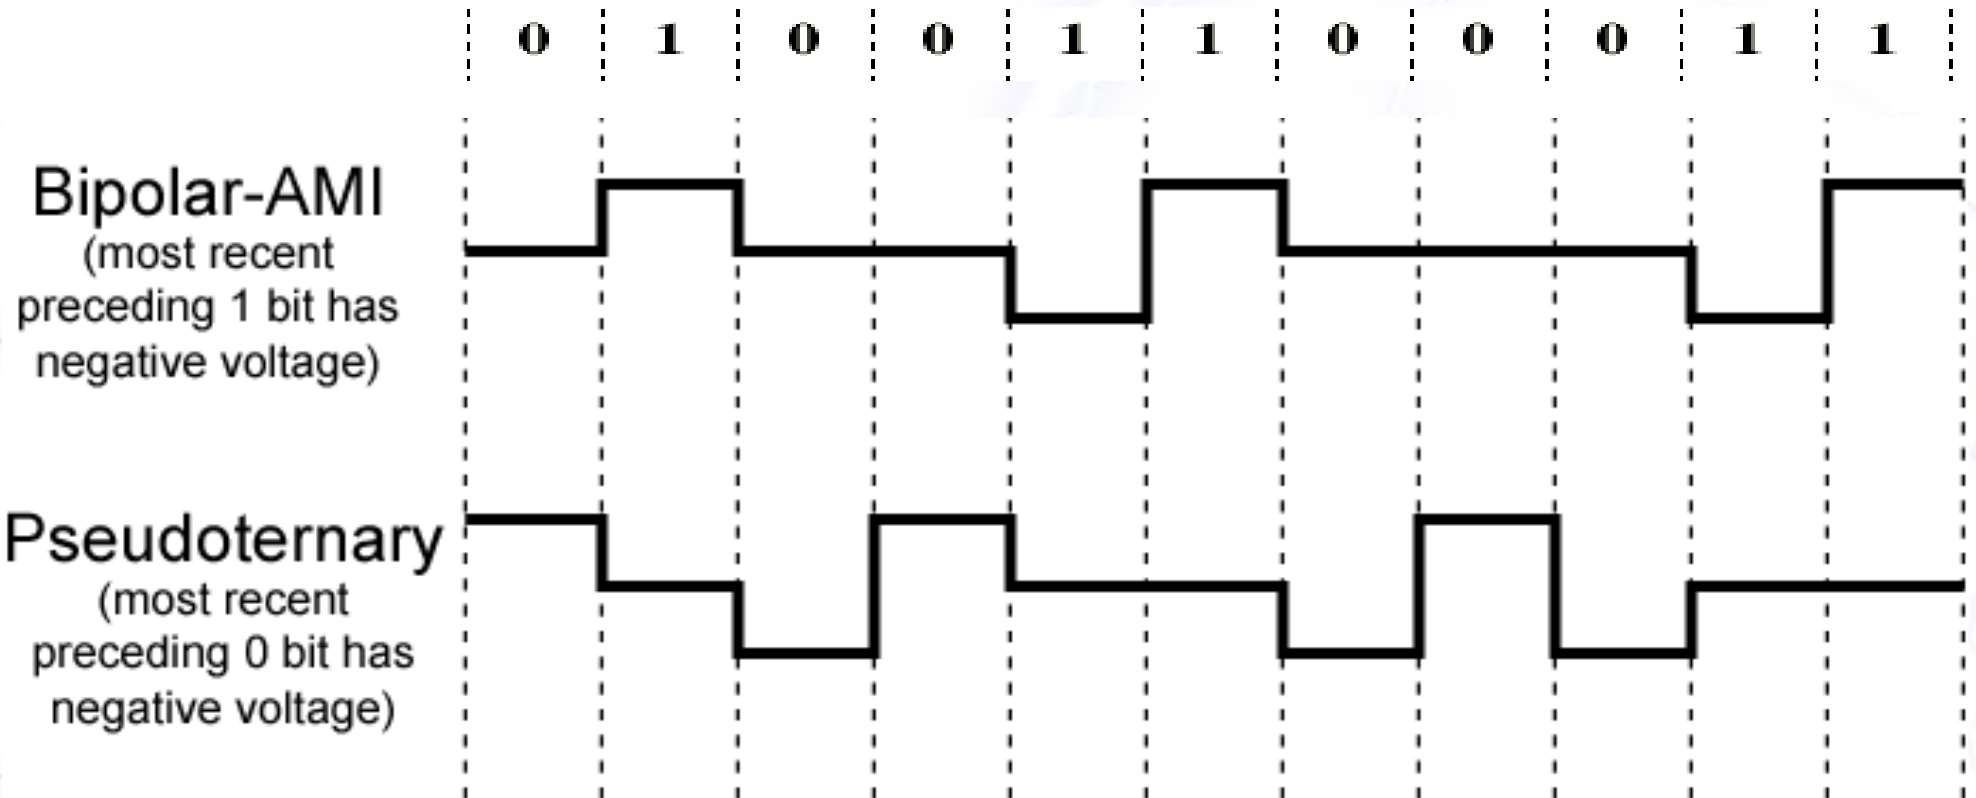 0 1 0 0 1 1 0 0 0 1 1
Bipolar-AMI
(most recent
preceding 1 bit has
negative voltage)
Pseudoternary
(most recent
preceding 0 bit has
negative voltage)